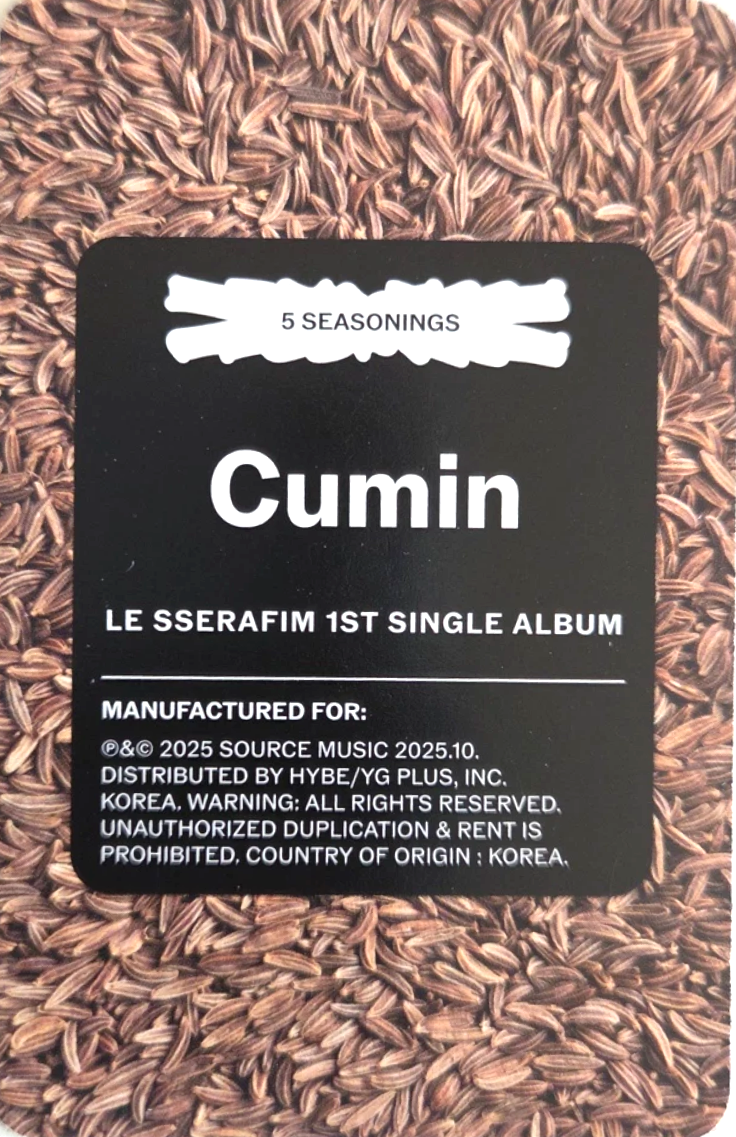 5 SEASONINGS
Cumin
LE SSERAFIM 1ST SINGLE ALBUM
MANUFACTURED FOR:
℗&© 2025 SOURCE MUSIC 2025.10.
DISTRIBUTED BY HYBE/YG PLUS, INC.
KOREA. WARNING: ALL RIGHTS RESERVED.
UNAUTHORIZED DUPLICATION & RENT IS
PROHIBITED. COUNTRY OF ORIGIN : KOREA.